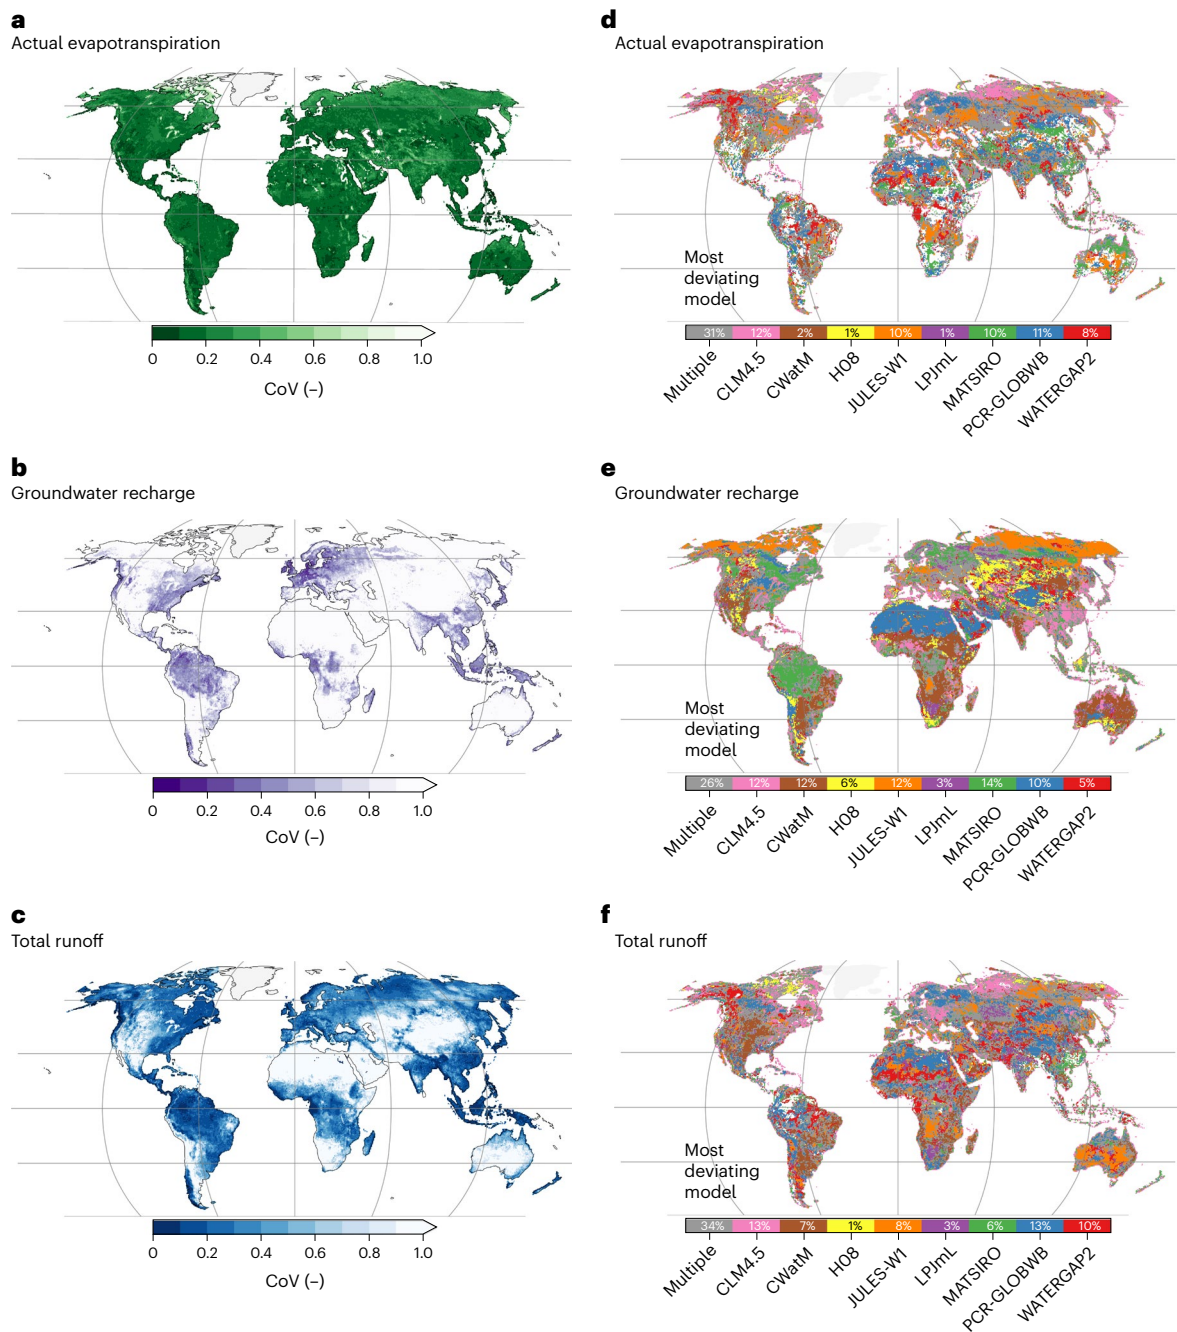 a
Actual evapotranspiration
0 0.2 0.4 0.6 0.8 1.0
CoV (–)
d
Actual evapotranspiration
Most
deviating
model
31% 12% 2% 1% 10% 1% 10% 11% 8%
Multiple CLM4.5 CWatM H08 JULES-W1 LPJmL MATSIRO PCR-GLOBWB WATERGAP2
b
Groundwater recharge
0 0.2 0.4 0.6 0.8 1.0
CoV (–)
e
Groundwater recharge
Most
deviating
model
26% 12% 12% 6% 12% 3% 14% 10% 5%
Multiple CLM4.5 CWatM H08 JULES-W1 LPJmL MATSIRO PCR-GLOBWB WATERGAP2
c
Total runoff
0 0.2 0.4 0.6 0.8 1.0
CoV (–)
f
Total runoff
Most
deviating
model
34% 13% 7% 1% 8% 3% 6% 13% 10%
Multiple CLM4.5 CWatM H08 JULES-W1 LPJmL MATSIRO PCR-GLOBWB WATERGAP2